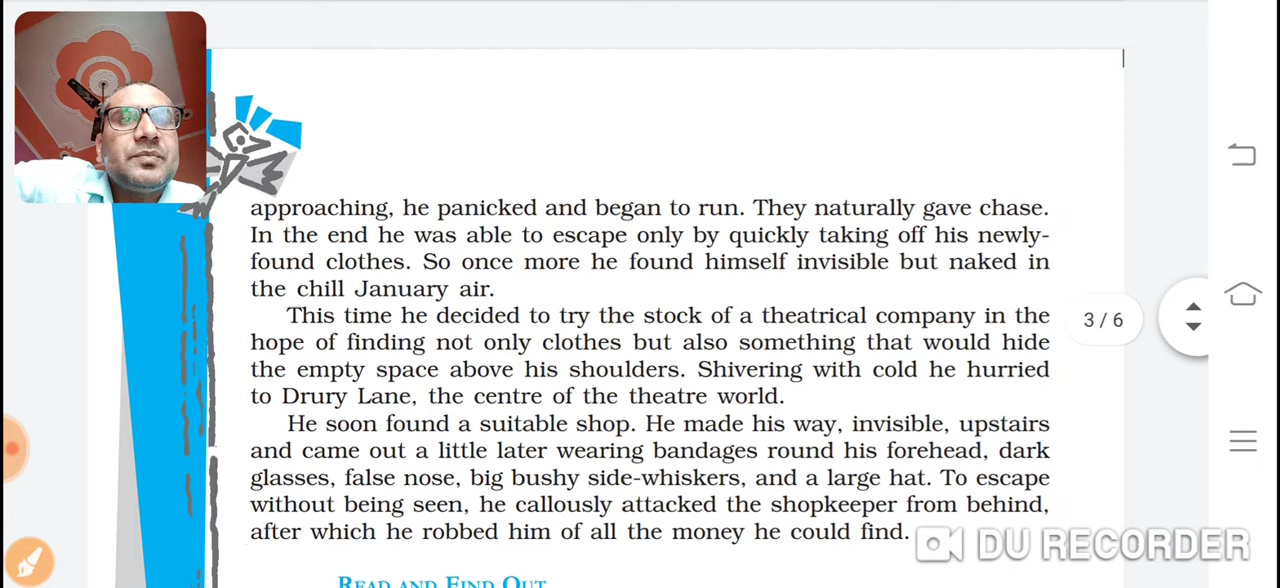 approaching, he panicked and began to run. They naturally gave chase.
In the end he was able to escape only by quickly taking off his newly-
found clothes. So once more he found himself invisible but naked in
the chill January air.
This time he decided to try the stock of a theatrical company in the
hope of finding not only clothes but also something that would hide
the empty space above his shoulders. Shivering with cold he hurried
to Drury Lane, the centre of the theatre world.
He soon found a suitable shop. He made his way, invisible, upstairs
and came out a little later wearing bandages round his forehead, dark
glasses, false nose, big bushy side-whiskers, and a large hat. To escape
without being seen, he callously attacked the shopkeeper from behind,
after which he robbed him of all the money he could find.
READ AND FIND OUT
3 / 6
DU RECORDER